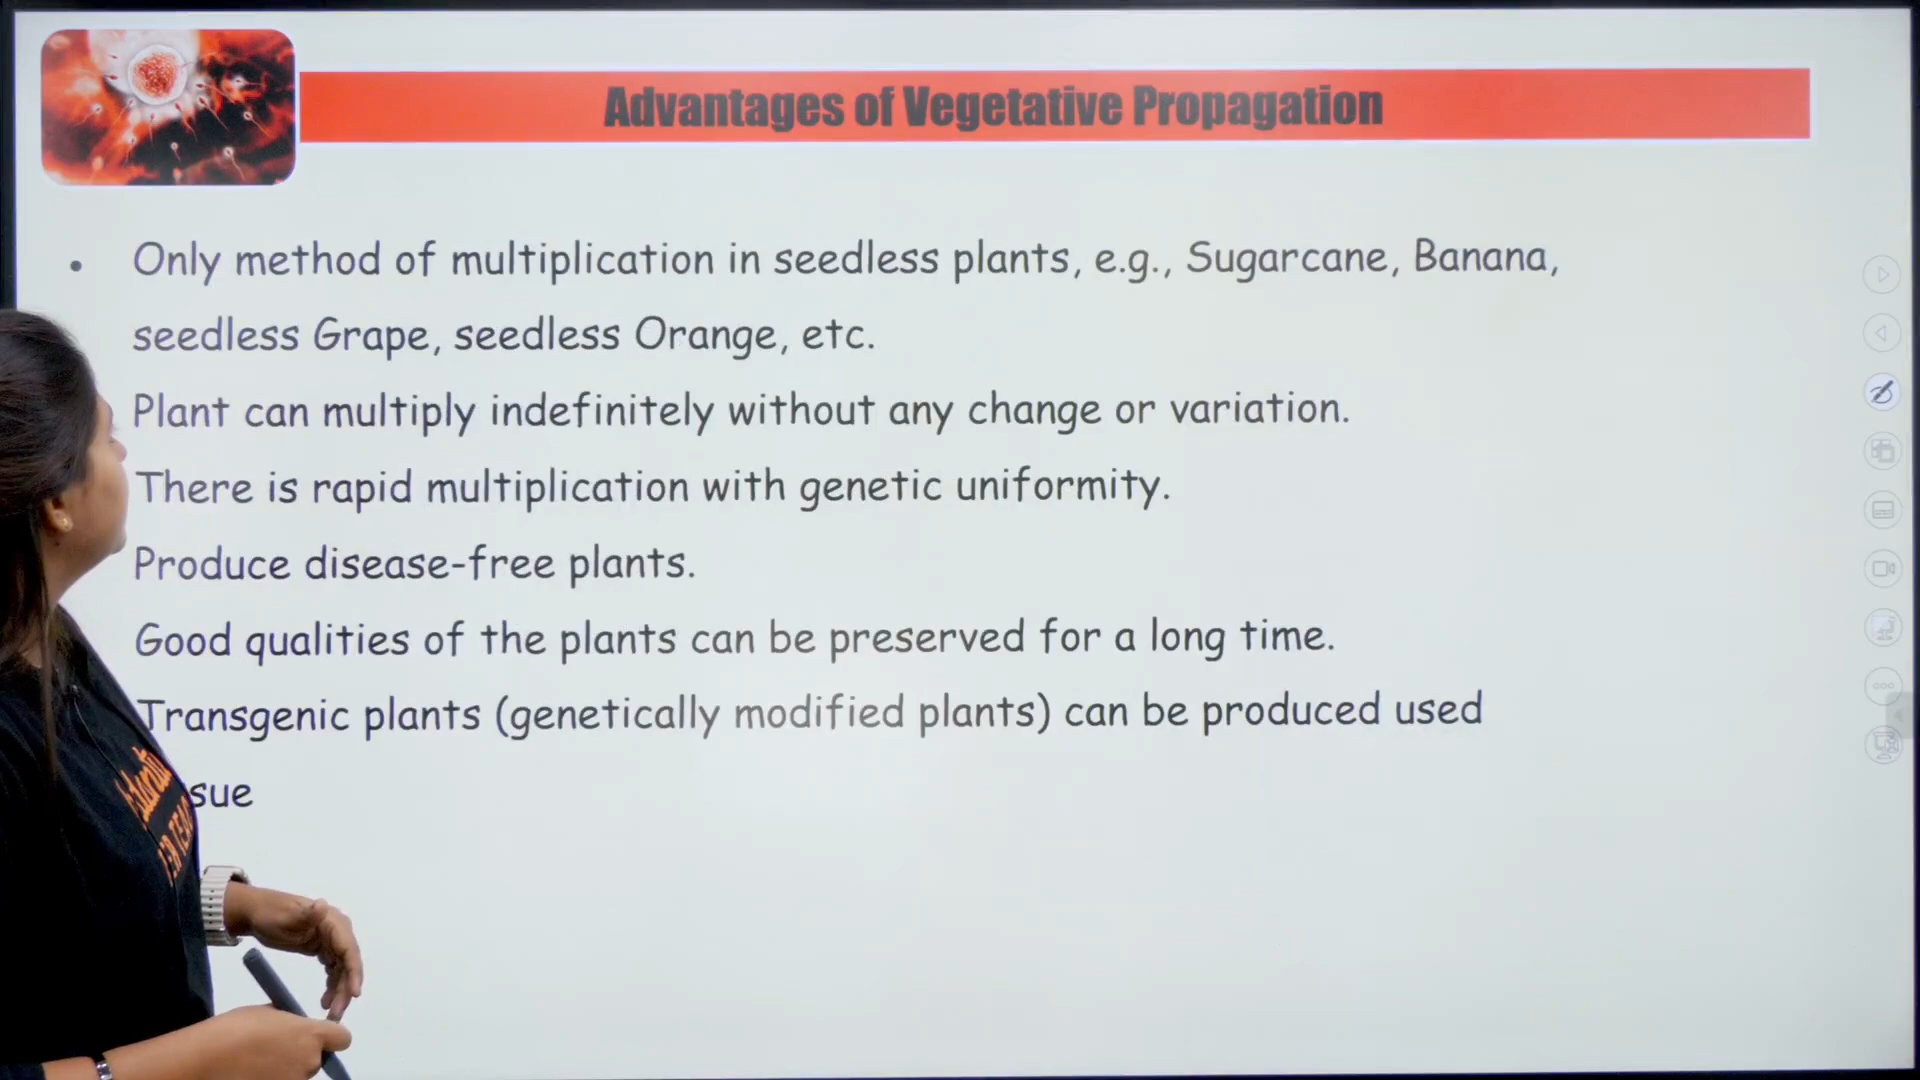 Advantages of Vegetative Propagation
• Only method of multiplication in seedless plants, e.g., Sugarcane, Banana,
seedless Grape, seedless Orange, etc.
Plant can multiply indefinitely without any change or variation.
There is rapid multiplication with genetic uniformity.
Produce disease-free plants.
Good qualities of the plants can be preserved for a long time.
Transgenic plants (genetically modified plants) can be produced used